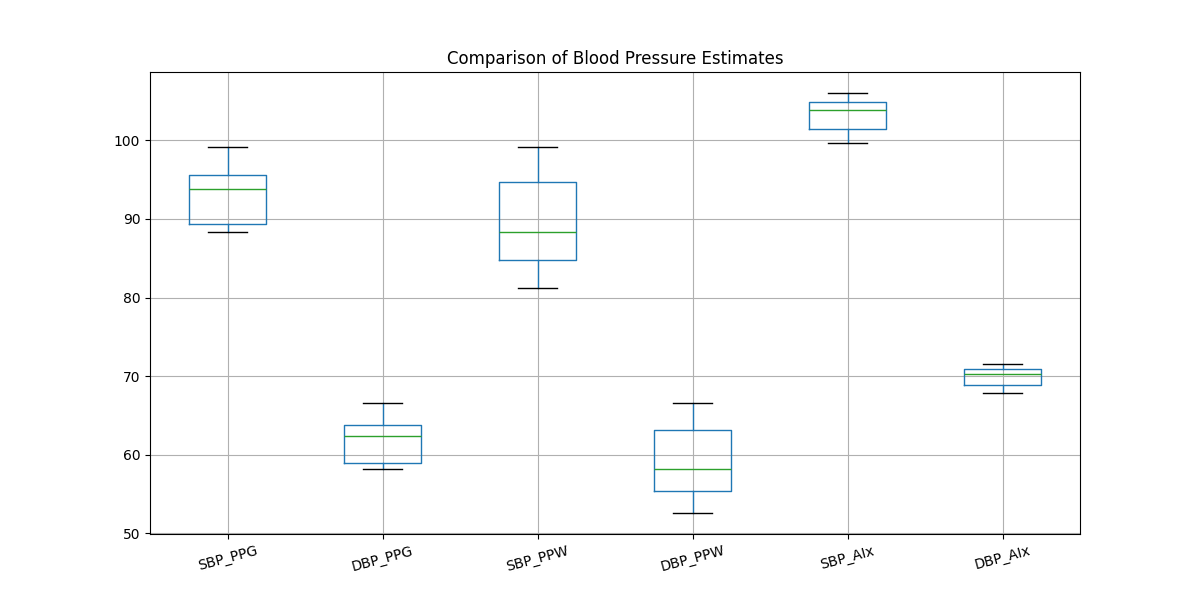 Comparison of Blood Pressure Estimates
100
90
80
70
60
50
SBP_PPG
DBP_PPG
SBP_PPW
DBP_PPW
SBP_AIx
DBP_AIx